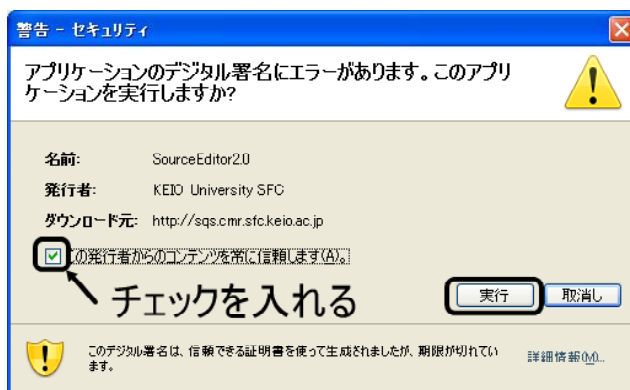 警告 - セキュリティ
アプリケーションのデジタル署名にエラーがあります。このアプリ
ケーションを実行しますか?
名前: SourceEditor2.0
発行者: KEIO University SFC
ダウンロード元: http://sqs.cmr.sfc.keio.ac.jp
この発行者からのコンテンツを常に信頼します(A)。
チェックを入れる
実行 取消し
このデジタル署名は、信頼できる証明書を使って生成されましたが、期限が切れてい
ます。
詳細情報(M)...